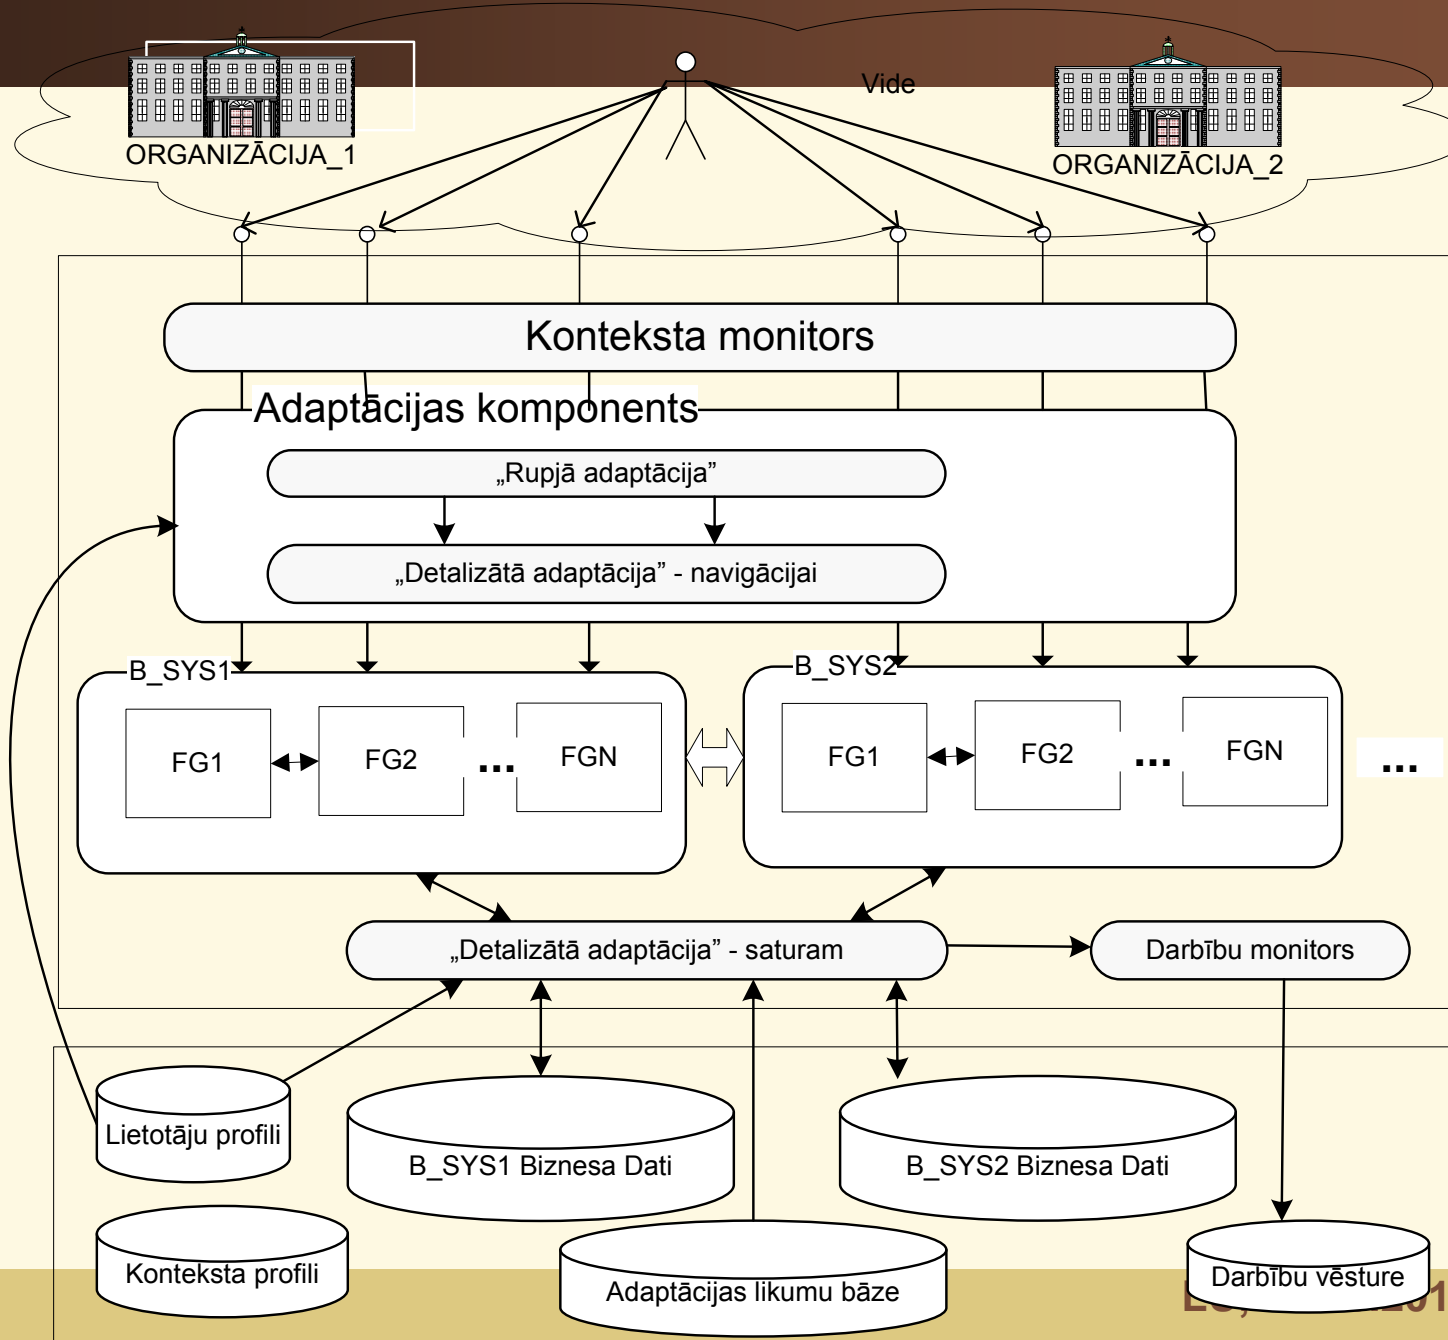 Vide
ORGANIZĀCIJA_1
ORGANIZĀCIJA_2
Konteksta monitors
Adaptācijas komponents
„Rupjā adaptācija”
„Detalizātā adaptācija” - navigācijai
B_SYS1
B_SYS2
FG1
FG2
...
FGN
FG1
FG2
...
FGN
...
„Detalizātā adaptācija” - saturam
Darbību monitors
Lietotāju profili
B_SYS1 Biznesa Dati
B_SYS2 Biznesa Dati
Konteksta profili
Adaptācijas likumu bāze
Darbību vēsture